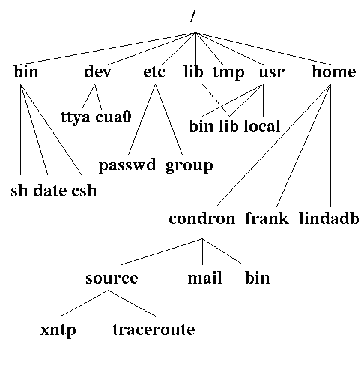 /
bin dev etc lib tmp usr home
ttya cua0 bin lib local
passwd group
sh date csh
condron frank lindadb
source mail bin
xntp traceroute